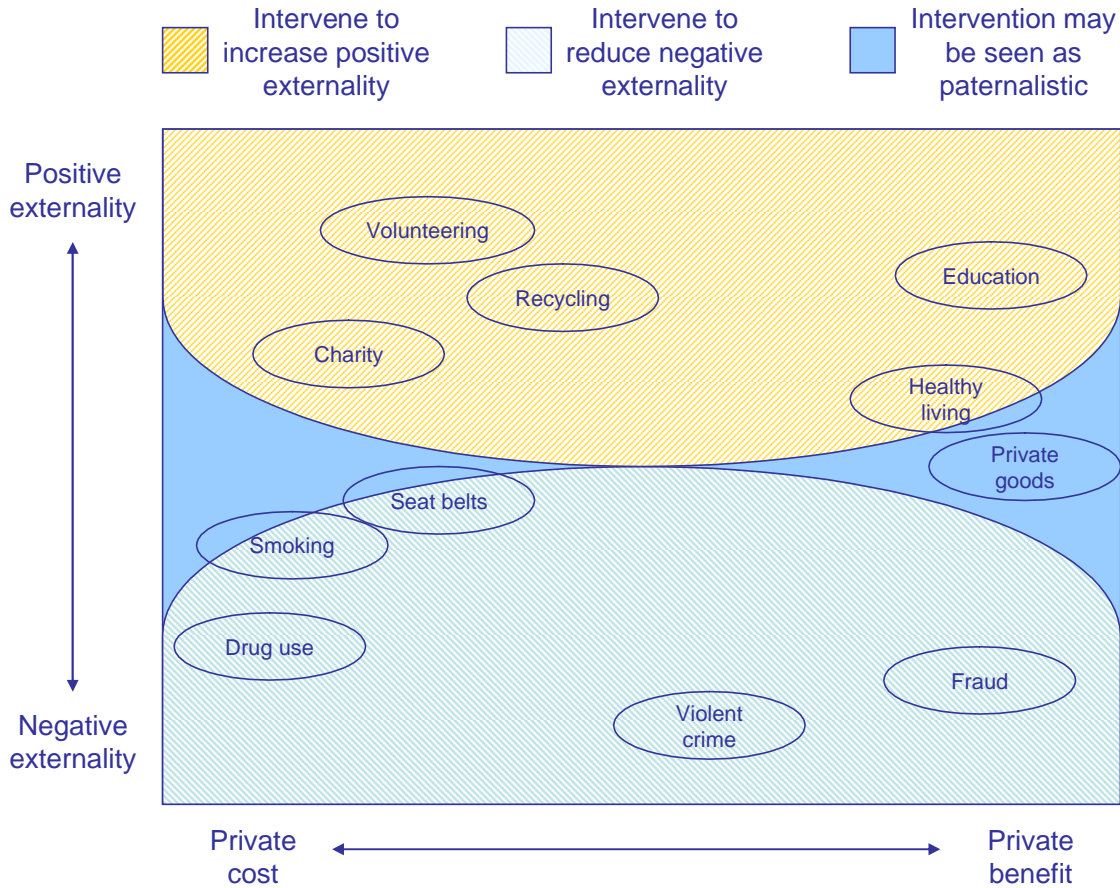 Intervene to
increase positive
externality
Intervene to
reduce negative
externality
Intervention may
be seen as
paternalistic
Positive
externality
Volunteering
Education
Recycling
Charity
Healthy
living
Private
goods
Seat belts
Smoking
Drug use
Fraud
Violent
crime
Negative
externality
Private
cost
Private
benefit